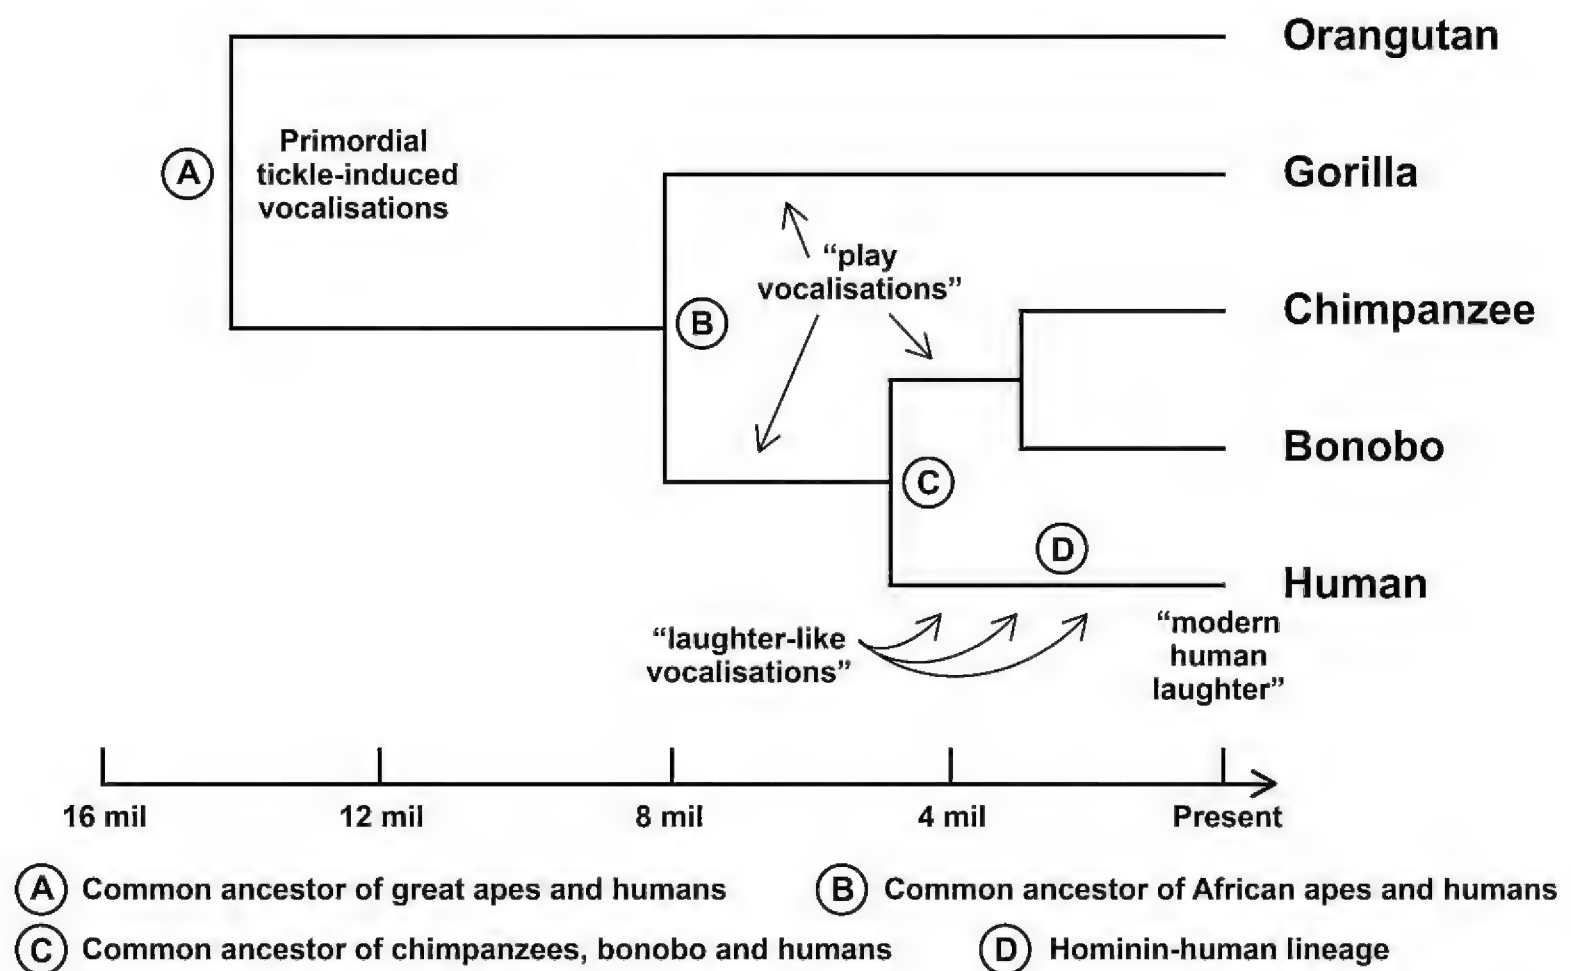 Orangutan
Primordial
tickle-induced
vocalisations
A
Gorilla
“play
vocalisations”
B
Chimpanzee
Bonobo
C
D
Human
“laughter-like
vocalisations”
“modern
human
laughter”
16 mil 12 mil 8 mil 4 mil Present
A Common ancestor of great apes and humans B Common ancestor of African apes and humans
C Common ancestor of chimpanzees, bonobo and humans D Hominin-human lineage